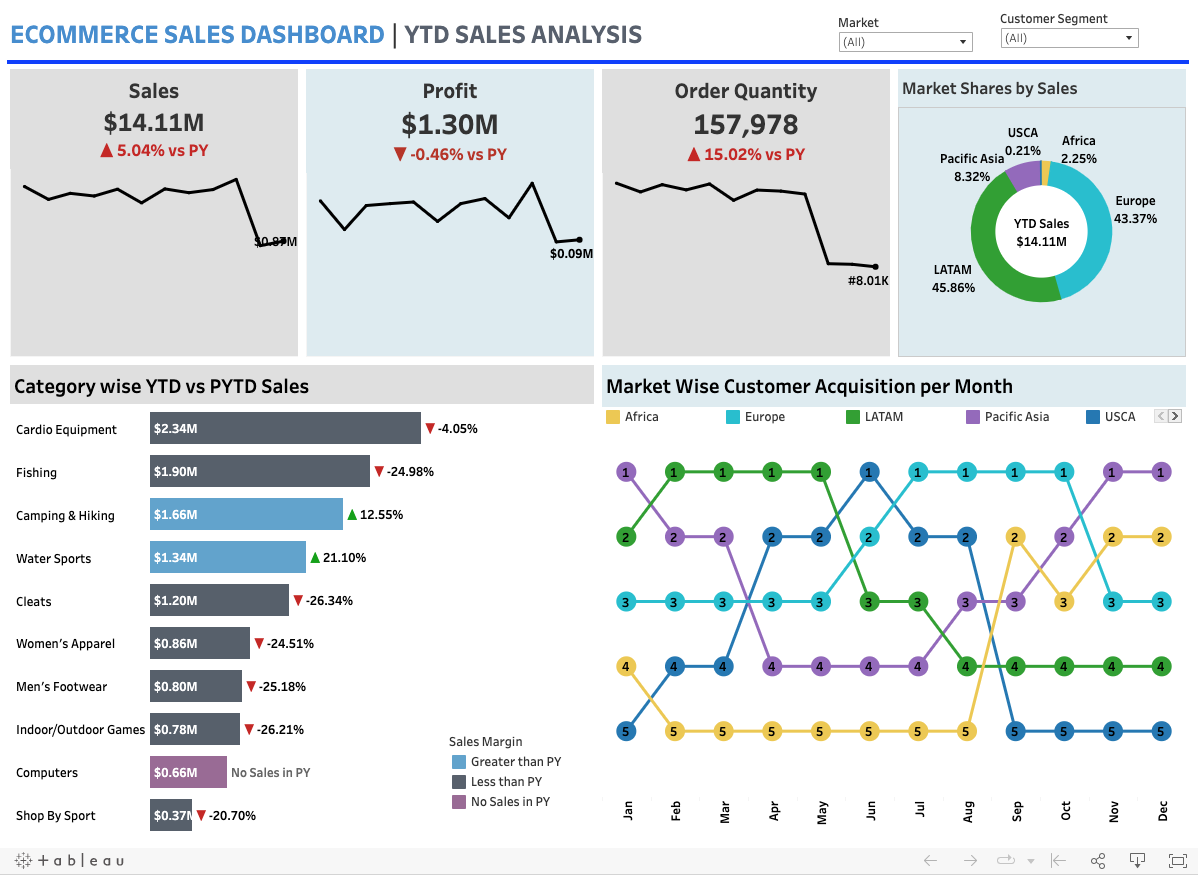 ECOMMERCE SALES DASHBOARD | YTD SALES ANALYSIS
Market
(All)
Customer Segment
(All)
Sales
$14.11M
▲ 5.04% vs PY
$0.87M
Profit
$1.30M
▼ -0.46% vs PY
$0.09M
Order Quantity
157,978
▲ 15.02% vs PY
#8.01K
Market Shares by Sales
USCA
0.21%
Africa
2.25%
Pacific Asia
8.32%
Europe
43.37%
YTD Sales
$14.11M
LATAM
45.86%
Category wise YTD vs PYTD Sales
Cardio Equipment $2.34M ▼ -4.05%
Fishing $1.90M ▼ -24.98%
Camping & Hiking $1.66M ▲ 12.55%
Water Sports $1.34M ▲ 21.10%
Cleats $1.20M ▼ -26.34%
Women's Apparel $0.86M ▼ -24.51%
Men's Footwear $0.80M ▼ -25.18%
Indoor/Outdoor Games $0.78M ▼ -26.21%
Computers $0.66M No Sales in PY
Shop By Sport $0.37M ▼ -20.70%
Sales Margin
Greater than PY
Less than PY
No Sales in PY
Market Wise Customer Acquisition per Month
Africa Europe LATAM Pacific Asia USCA
1 1 1 1 1 1 1 1 1 1 1 1
2 2 2 2 2 2 2 2 2 2 2 2
3 3 3 3 3 3 3 3 3 3 3 3
4 4 4 4 4 4 4 4 4 4 4 4
5 5 5 5 5 5 5 5 5 5 5 5
Jan Feb Mar Apr May Jun Jul Aug Sep Oct Nov Dec
+ a b l e a u